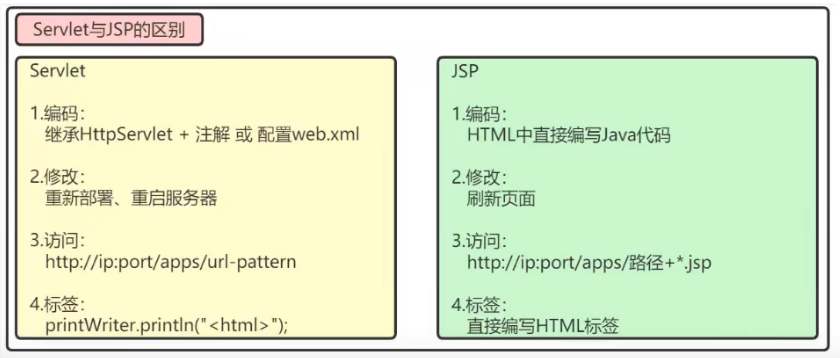 Servlet与JSP的区别
Servlet
1.编码：
继承HttpServlet + 注解 或 配置web.xml
2.修改：
重新部署、重启服务器
3.访问：
http://ip:port/apps/url-pattern
4.标签：
printWriter.println("<html>");
JSP
1.编码：
HTML中直接编写Java代码
2.修改：
刷新页面
3.访问：
http://ip:port/apps/路径+*.jsp
4.标签：
直接编写HTML标签